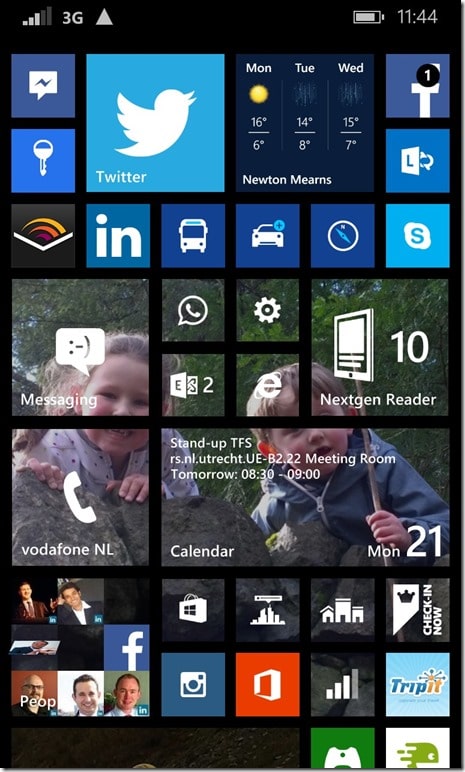 3G
11:44
Twitter
Mon Tue Wed
16° 14° 15°
6° 8° 7°
Newton Mearns
1
in
Messaging
2
10
Nextgen Reader
vodafone NL
Stand-up TFS
rs.nl.utrecht.UE-B2.22 Meeting Room
Tomorrow: 08:30 - 09:00
Calendar
Mon 21
Peop
CHECK-IN
NOW
TripIt